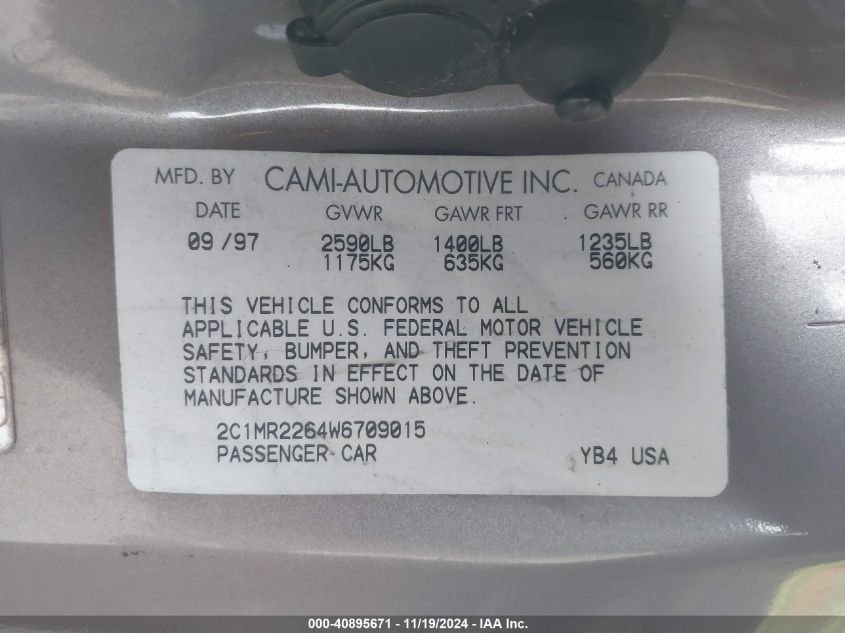 MFD. BY CAMI-AUTOMOTIVE INC. CANADA
DATE GVWR GAWR FRT GAWR RR
09/97 2590LB 1400LB 1235LB
1175KG 635KG 560KG
THIS VEHICLE CONFORMS TO ALL
APPLICABLE U.S. FEDERAL MOTOR VEHICLE
SAFETY, BUMPER, AND THEFT PREVENTION
STANDARDS IN EFFECT ON THE DATE OF
MANUFACTURE SHOWN ABOVE.
2C1MR2264W6709015
PASSENGER CAR YB4 USA
000-40895671 - 11/19/2024 - IAA Inc.